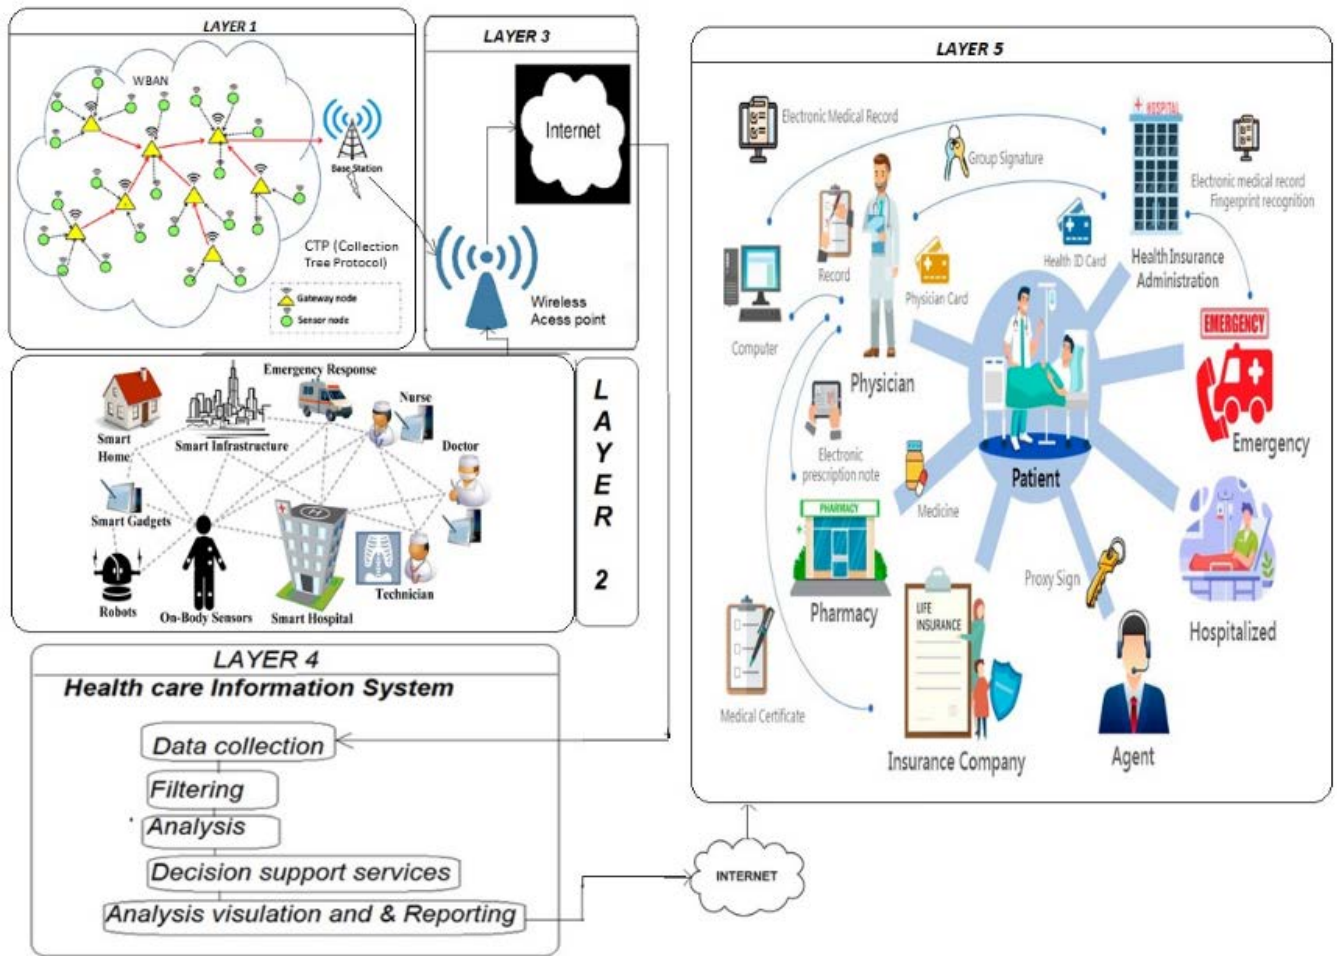 LAYER 1
WBAN
Base Station
CTP (Collection
Tree Protocol)
Gateway node
Sensor node
LAYER 3
Internet
Wireless
Acess point
Emergency Response
Nurse
Smart
Home
Smart Infrastructure
Doctor
Smart Gadgets
H
Robots
On-Body Sensors
Smart Hospital
Technician
L
A
Y
E
R
2
LAYER 4
Health care Information System
Data collection
Filtering
Analysis
Decision support services
Analysis visulation and & Reporting
INTERNET
LAYER 5
Electronic Medical Record
Group Signature
HOSPITAL
Electronic medical record
Fingerprint recognition
Record
Physician Card
Health ID Card
Health Insurance
Administration
Computer
Physician
EMERGENCY
Emergency
Electronic
prescription note
Patient
Medicine
PHARMACY
Pharmacy
Proxy Sign
Hospitalized
LIFE
INSURANCE
Medical Certificate
Insurance Company
Agent